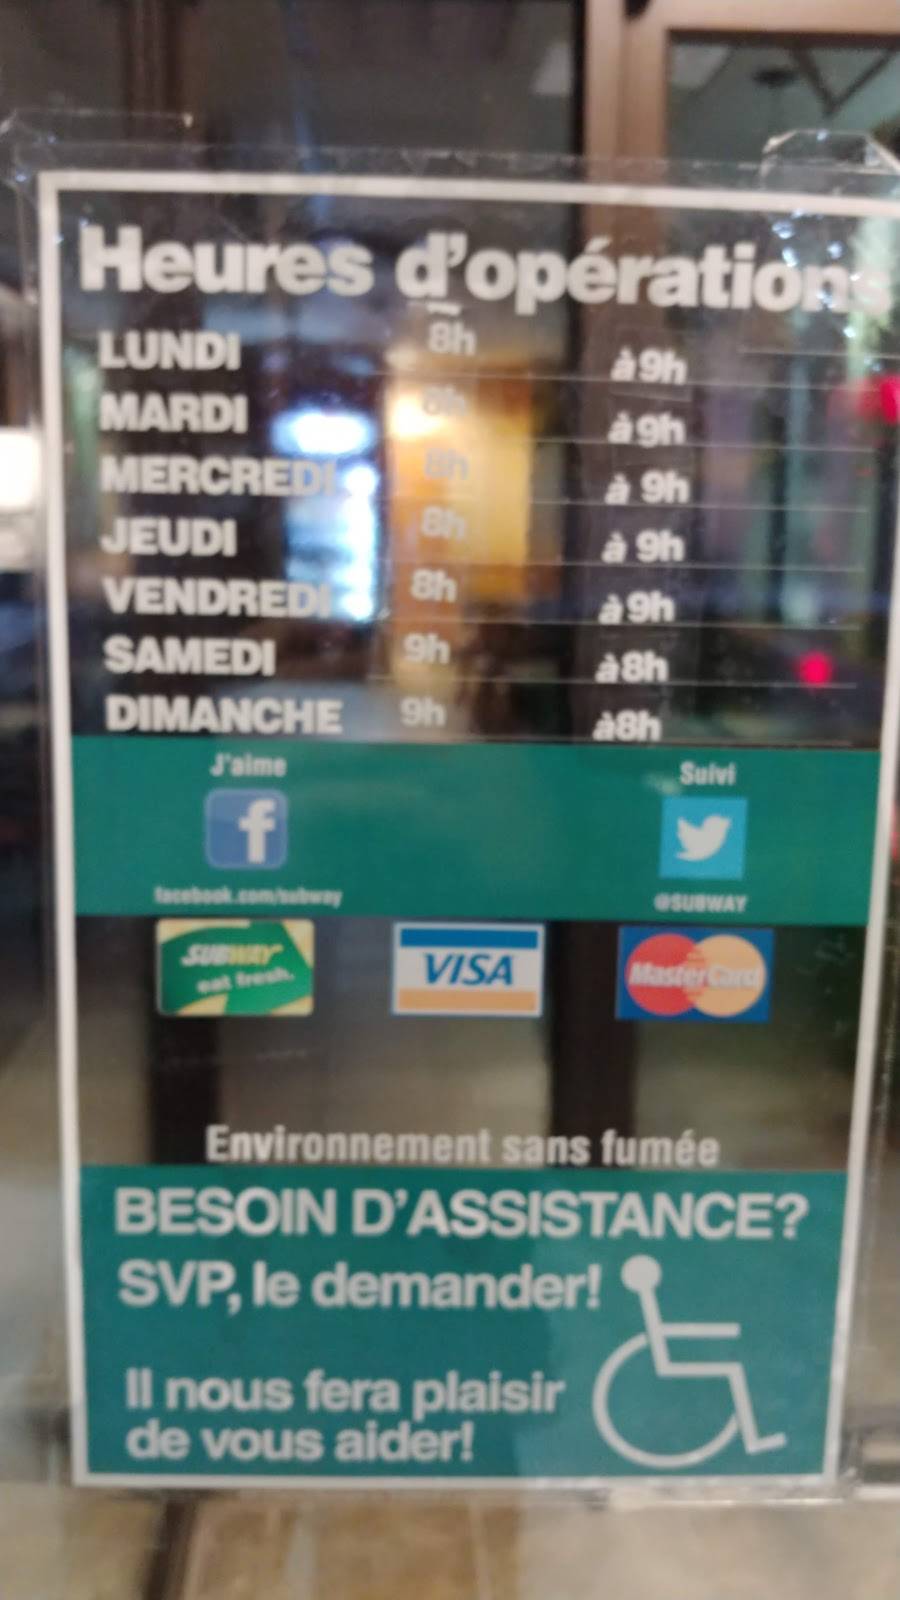 Heures d'opérations
LUNDI 8h à 9h
MARDI 8h à 9h
MERCREDI 8h à 9h
JEUDI 8h à 9h
VENDREDI 8h à 9h
SAMEDI 9h à 8h
DIMANCHE 9h à 8h
J'aime Suivi
f
facebook.com/subway @SUBWAY
SUBWAY VISA MasterCard
eat fresh.
Environnement sans fumée
BESOIN D'ASSISTANCE?
SVP, le demander!
Il nous fera plaisir
de vous aider!